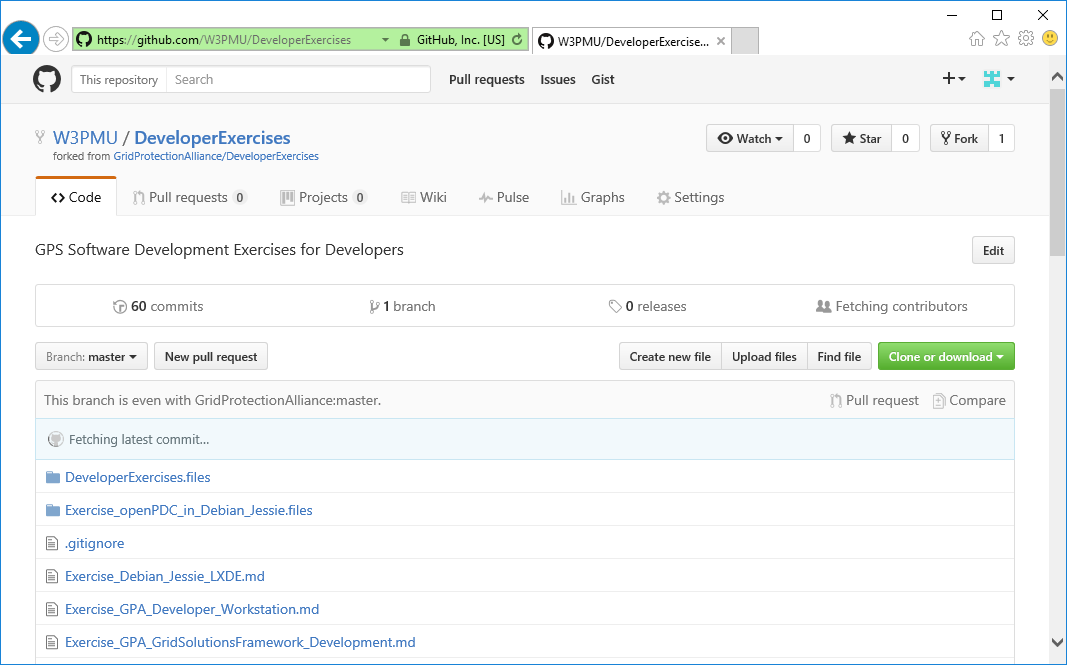 https://github.com/W3PMU/DeveloperExercises GitHub, Inc. [US] W3PMU/DeveloperExercise...
This repository Search Pull requests Issues Gist
W3PMU / DeveloperExercises Watch 0 Star 0 Fork 1
forked from GridProtectionAlliance/DeveloperExercises
Code Pull requests 0 Projects 0 Wiki Pulse Graphs Settings
GPS Software Development Exercises for Developers Edit
60 commits 1 branch 0 releases Fetching contributors
Branch: master New pull request Create new file Upload files Find file Clone or download
This branch is even with GridProtectionAlliance:master. Pull request Compare
Fetching latest commit...
DeveloperExercises.files
Exercise_openPDC_in_Debian_Jessie.files
.gitignore
Exercise_Debian_Jessie_LXDE.md
Exercise_GPA_Developer_Workstation.md
Exercise_GPA_GridSolutionsFramework_Development.md